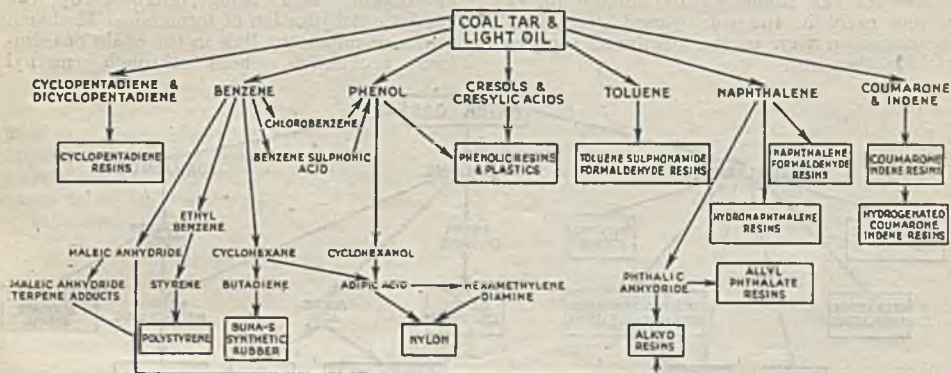 COAL TAR &
LIGHT OIL
CYCLOPENTADIENE &
DICYCLOPENTADIENE
BENZENE
PHENOL
CRESOLS &
CRESYLIC ACIDS
TOLUENE
NAPHTHALENE
COUMARONE
& INDENE
CHLOROBENZENE
BENZENE SULPHONIC
ACID
CYCLOPENTADIENE
RESINS
PHENOLIC RESINS
& PLASTICS
TOLUENE SULPHONAMIDE
FORMALDEHYDE RESINS
NAPHTHALENE
FORMALDEHYDE
RESINS
COUMARONE
INDENE RESINS
ETHYL
BENZENE
HYDRONAPHTHALENE
RESINS
HYDROGENATED
COUMARONE
INDENE RESINS
MALEIC ANHYDRIDE
CYCLOHEXANE
CYCLOHEXANOL
MALEIC ANHYDRIDE
TERPENE ADDUCTS
STYRENE
BUTADIENE
ADIPIC ACID
HEXAMETHYLENE
DIAMINE
PHTHALIC
ANHYDRIDE
ALLYL
PHTHALATE
RESINS
POLYSTYRENE
BUNA-S
SYNTHETIC
RUBBER
NYLON
ALKYD
RESINS